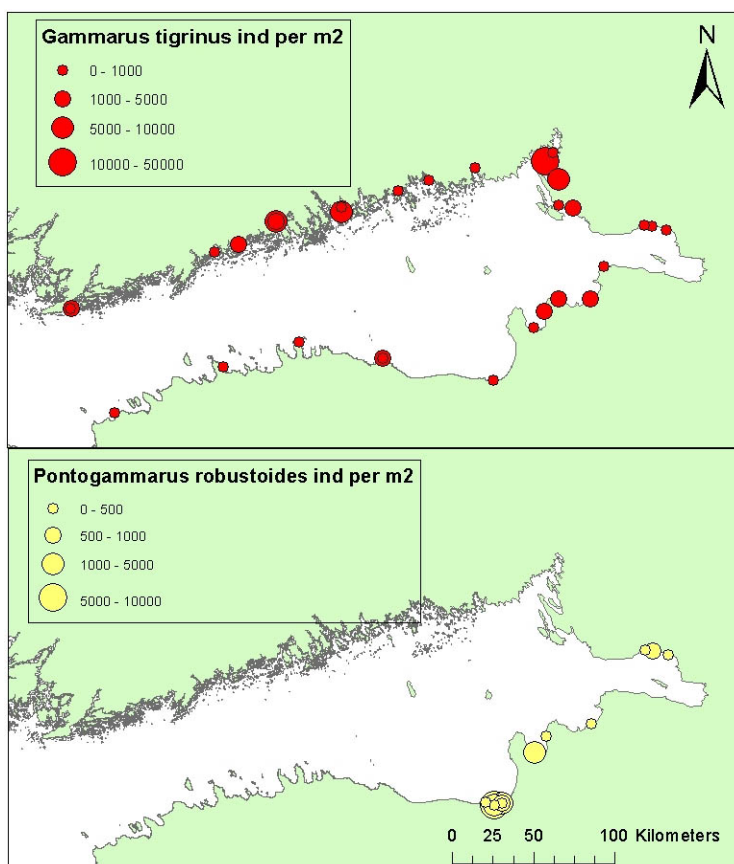 Gammarus tigrinus ind per m2
0 - 1000
1000 - 5000
5000 - 10000
10000 - 50000
N
Pontogammarus robustoides ind per m2
0 - 500
500 - 1000
1000 - 5000
5000 - 10000
0 25 50 100 Kilometers